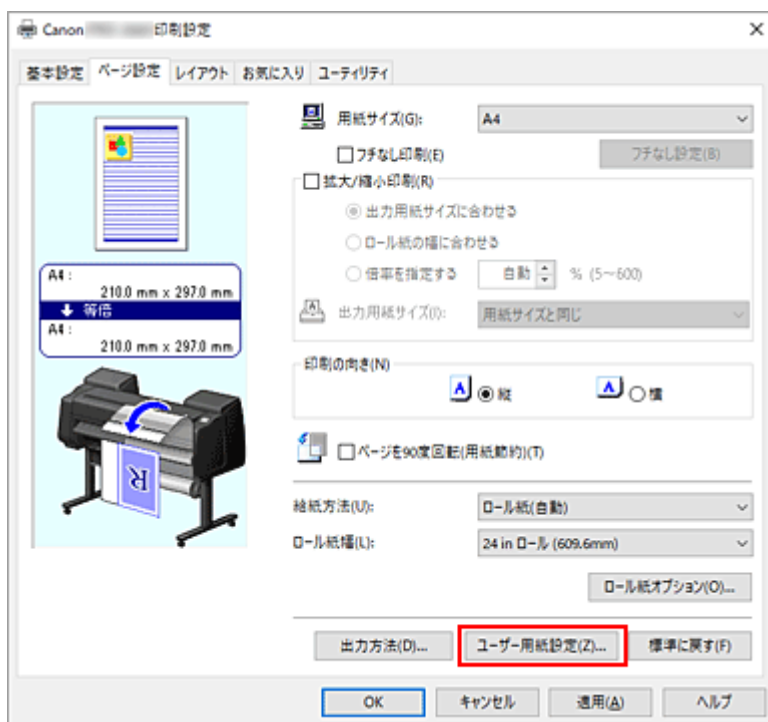 Canon 印刷設定
基本設定 ページ設定 レイアウト お気に入り ユーティリティ
用紙サイズ(G): A4
フチなし印刷(E) フチなし設定(B)
拡大/縮小印刷(R)
出力用紙サイズに合わせる
ロール紙の幅に合わせる
倍率を指定する 自動 % (5～600)
出力用紙サイズ(I): 用紙サイズと同じ
A4 :
210.0 mm x 297.0 mm
等倍
A4 :
210.0 mm x 297.0 mm
印刷の向き(N)
A 縦 A 横
ページを90度回転(用紙節約)(T)
R
給紙方法(U): ロール紙(自動)
ロール紙幅(L): 24 in ロール (609.6mm)
ロール紙オプション(O)...
出力方法(D)... ユーザー用紙設定(Z)... 標準に戻す(F)
OK キャンセル 適用(A) ヘルプ